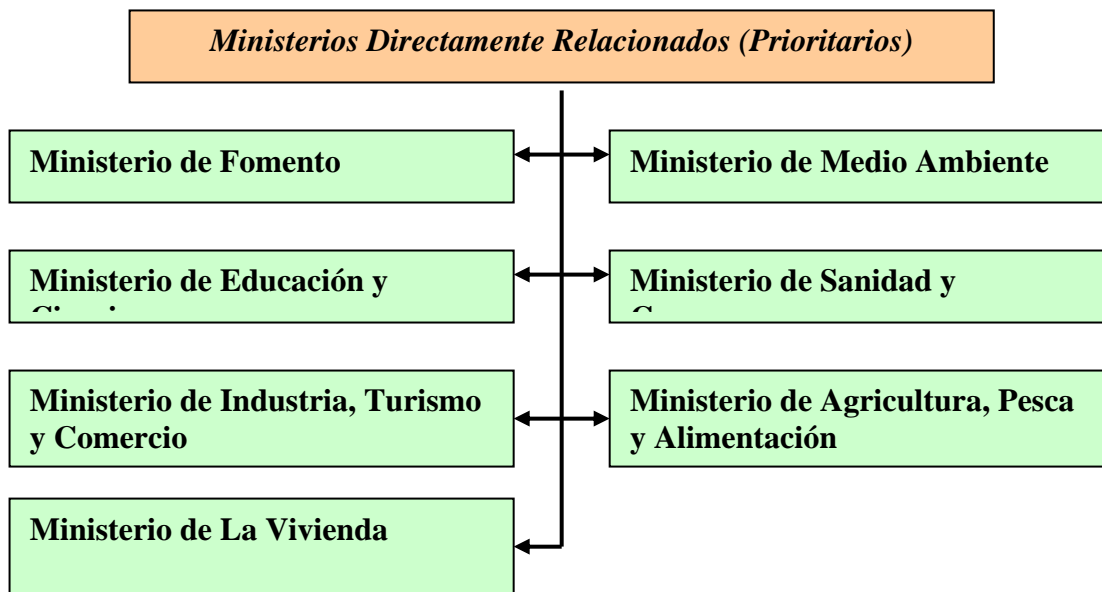 Ministerios Directamente Relacionados (Prioritarios)
Ministerio de Fomento
Ministerio de Medio Ambiente
Ministerio de Educación y
Ministerio de Sanidad y
Ministerio de Industria, Turismo
y Comercio
Ministerio de Agricultura, Pesca
y Alimentación
Ministerio de La Vivienda